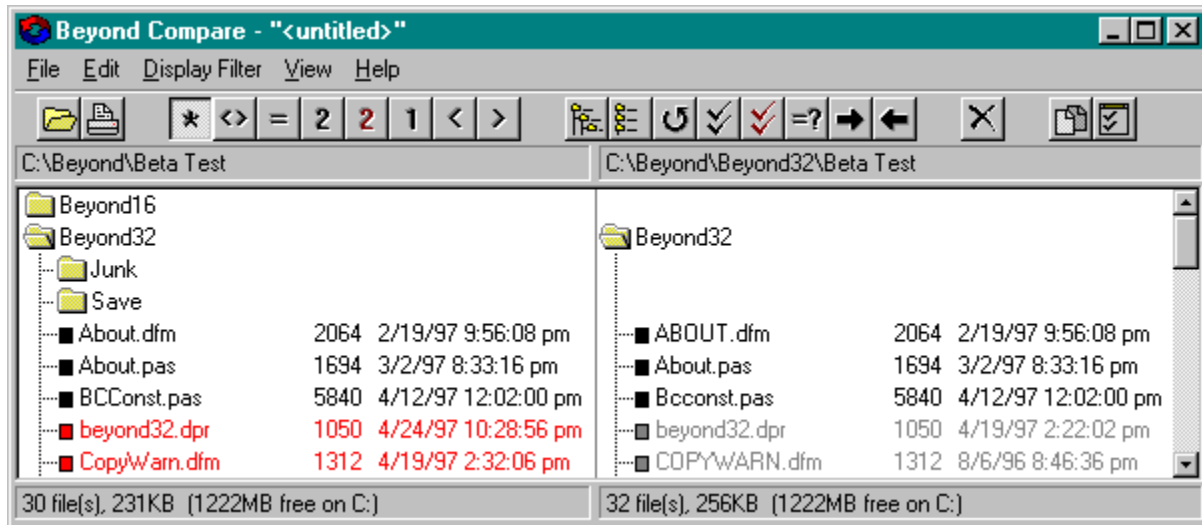 Beyond Compare - "<untitled>"
File Edit Display Filter View Help
* <> = 2 2 1 < > =?
C:\Beyond\Beta Test C:\Beyond\Beyond32\Beta Test
Beyond16
Beyond32 Beyond32
Junk
Save
About.dfm 2064 2/19/97 9:56:08 pm ABOUT.dfm 2064 2/19/97 9:56:08 pm
About.pas 1694 3/2/97 8:33:16 pm About.pas 1694 3/2/97 8:33:16 pm
BCConst.pas 5840 4/12/97 12:02:00 pm Bcconst.pas 5840 4/12/97 12:02:00 pm
beyond32.dpr 1050 4/24/97 10:28:56 pm beyond32.dpr 1050 4/19/97 2:22:02 pm
CopyWarn.dfm 1312 4/19/97 2:32:06 pm COPYWARN.dfm 1312 8/6/96 8:46:36 pm
30 file(s), 231KB (1222MB free on C:) 32 file(s), 256KB (1222MB free on C:)